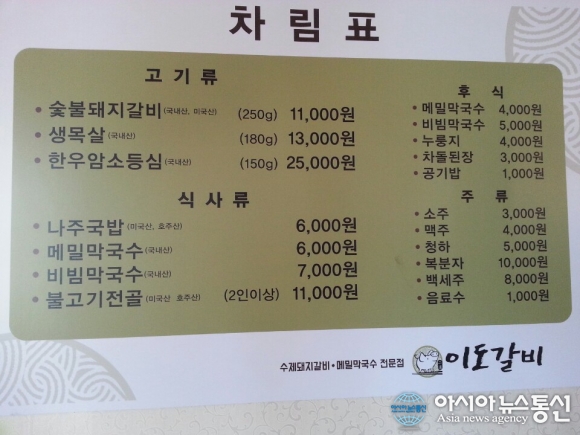 차림표
고기류
• 숯불돼지갈비(국내산, 미국산) (250g) 11,000원
• 생목살(국내산) (180g) 13,000원
• 한우암소등심(국내산) (150g) 25,000원
식사류
• 나주국밥(미국산, 호주산) 6,000원
• 메밀막국수(국내산) 6,000원
• 비빔막국수(국내산) 7,000원
• 불고기전골(미국산 호주산) (2인이상) 11,000원
후식
• 메밀막국수 4,000원
• 비빔막국수 5,000원
• 누룽지 4,000원
• 차돌된장 3,000원
• 공기밥 1,000원
주류
• 소주 3,000원
• 맥주 4,000원
• 청하 5,000원
• 복분자 10,000원
• 백세주 8,000원
• 음료수 1,000원
수제돼지갈비 • 메밀막국수 전문점 이도갈비
아시아뉴스통신
Asia news agency